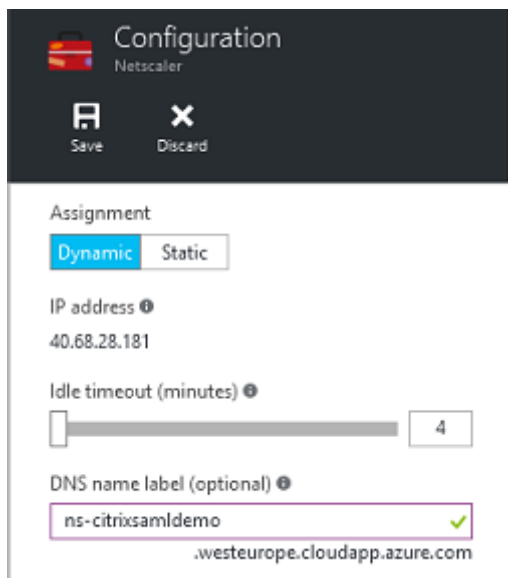 Configuration
Netscaler
Save Discard
Assignment
Dynamic Static
IP address
40.68.28.181
Idle timeout (minutes)
4
DNS name label (optional)
ns-citrixsamldemo
.westeurope.cloudapp.azure.com